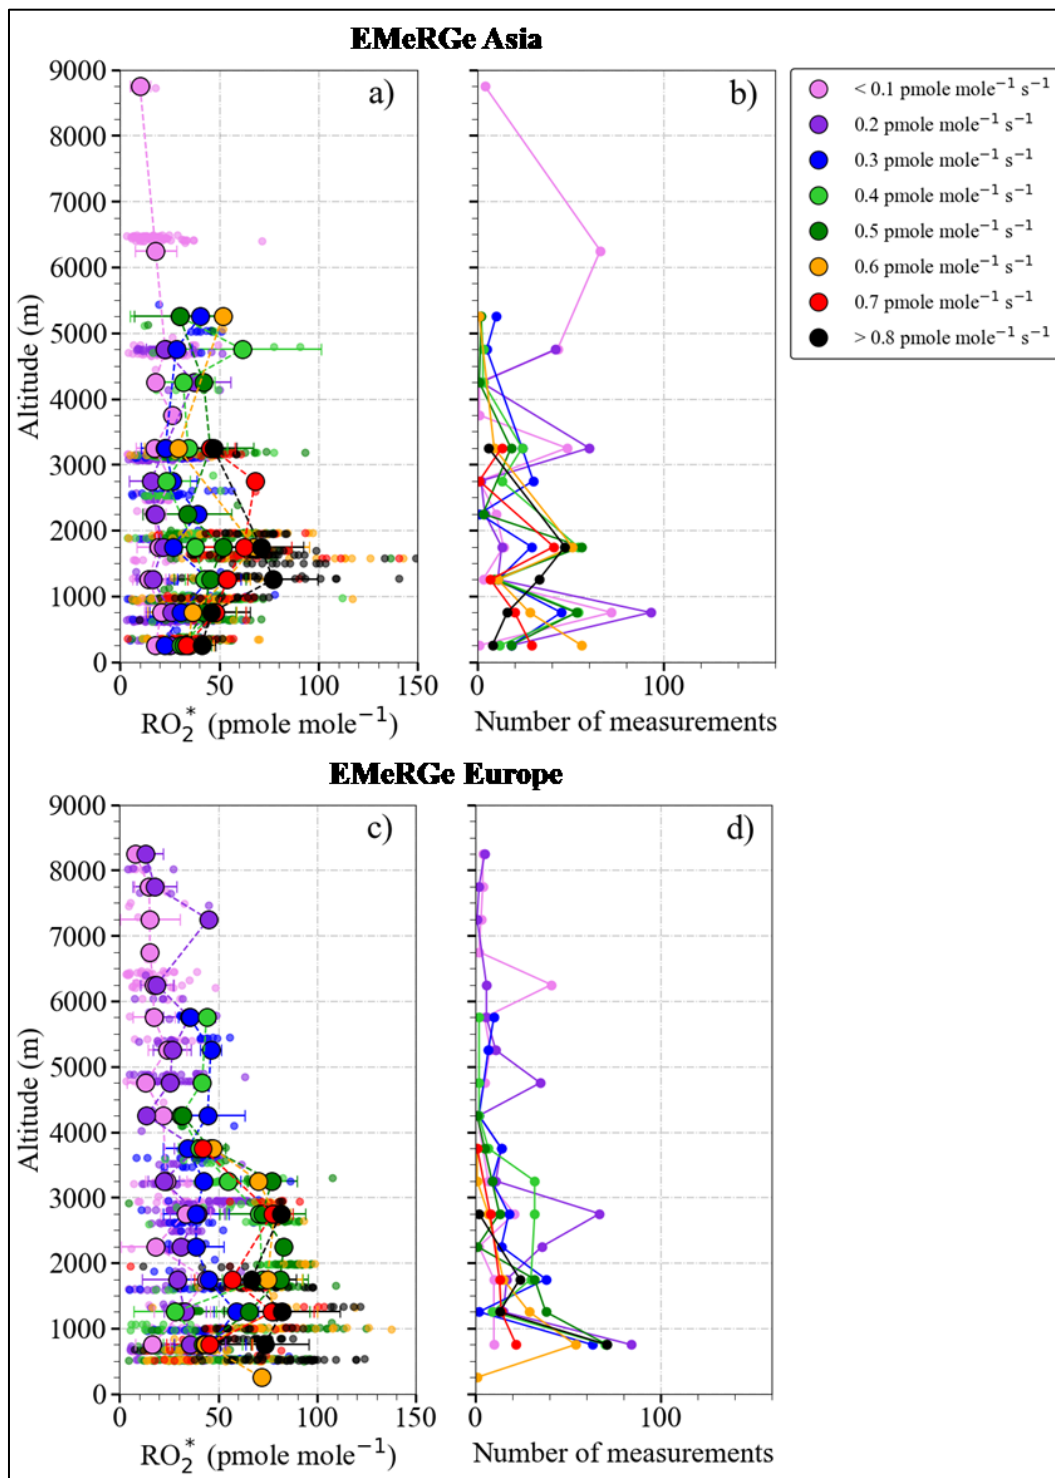 EMeRGe Asia
a)
b)
9000
8000
7000
6000
5000
4000
3000
2000
1000
0
Altitude (m)
0 50 100 150
RO₂* (pmole mole⁻¹)
0 100
Number of measurements
< 0.1 pmole mole⁻¹ s⁻¹
0.2 pmole mole⁻¹ s⁻¹
0.3 pmole mole⁻¹ s⁻¹
0.4 pmole mole⁻¹ s⁻¹
0.5 pmole mole⁻¹ s⁻¹
0.6 pmole mole⁻¹ s⁻¹
0.7 pmole mole⁻¹ s⁻¹
> 0.8 pmole mole⁻¹ s⁻¹
EMeRGe Europe
c)
d)
9000
8000
7000
6000
5000
4000
3000
2000
1000
0
Altitude (m)
0 50 100 150
RO₂* (pmole mole⁻¹)
0 100
Number of measurements